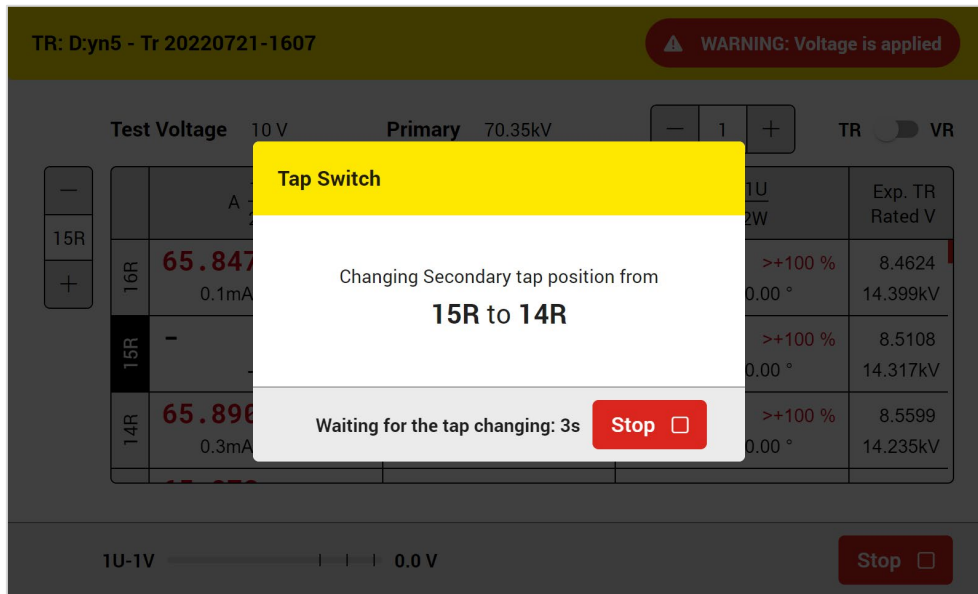 TR: D:yn5 - Tr 20220721-1607
WARNING: Voltage is applied
Test Voltage 10 V
Primary 70.35kV
1
TR VR
15R
A
1U
2W
Exp. TR
Rated V
Tap Switch
Changing Secondary tap position from
15R to 14R
Waiting for the tap changing: 3s
Stop
16R
65.847
0.1mA
>+100 %
0.00 °
8.4624
14.399kV
15R
-
>+100 %
0.00 °
8.5108
14.317kV
14R
65.890
0.3mA
>+100 %
0.00 °
8.5599
14.235kV
1U-1V
0.0 V
Stop